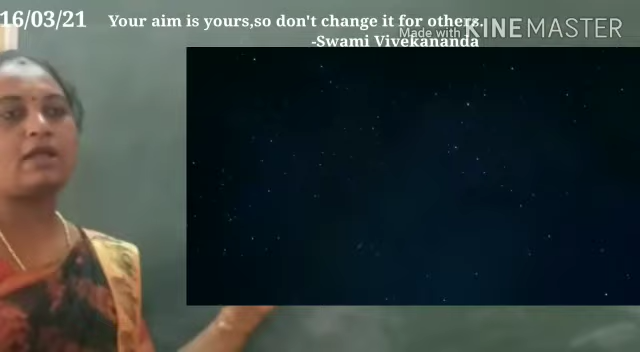 16/03/21 Your aim is yours,so don't change it for others.
-Swami Vivekananda
Made with KINEMASTER